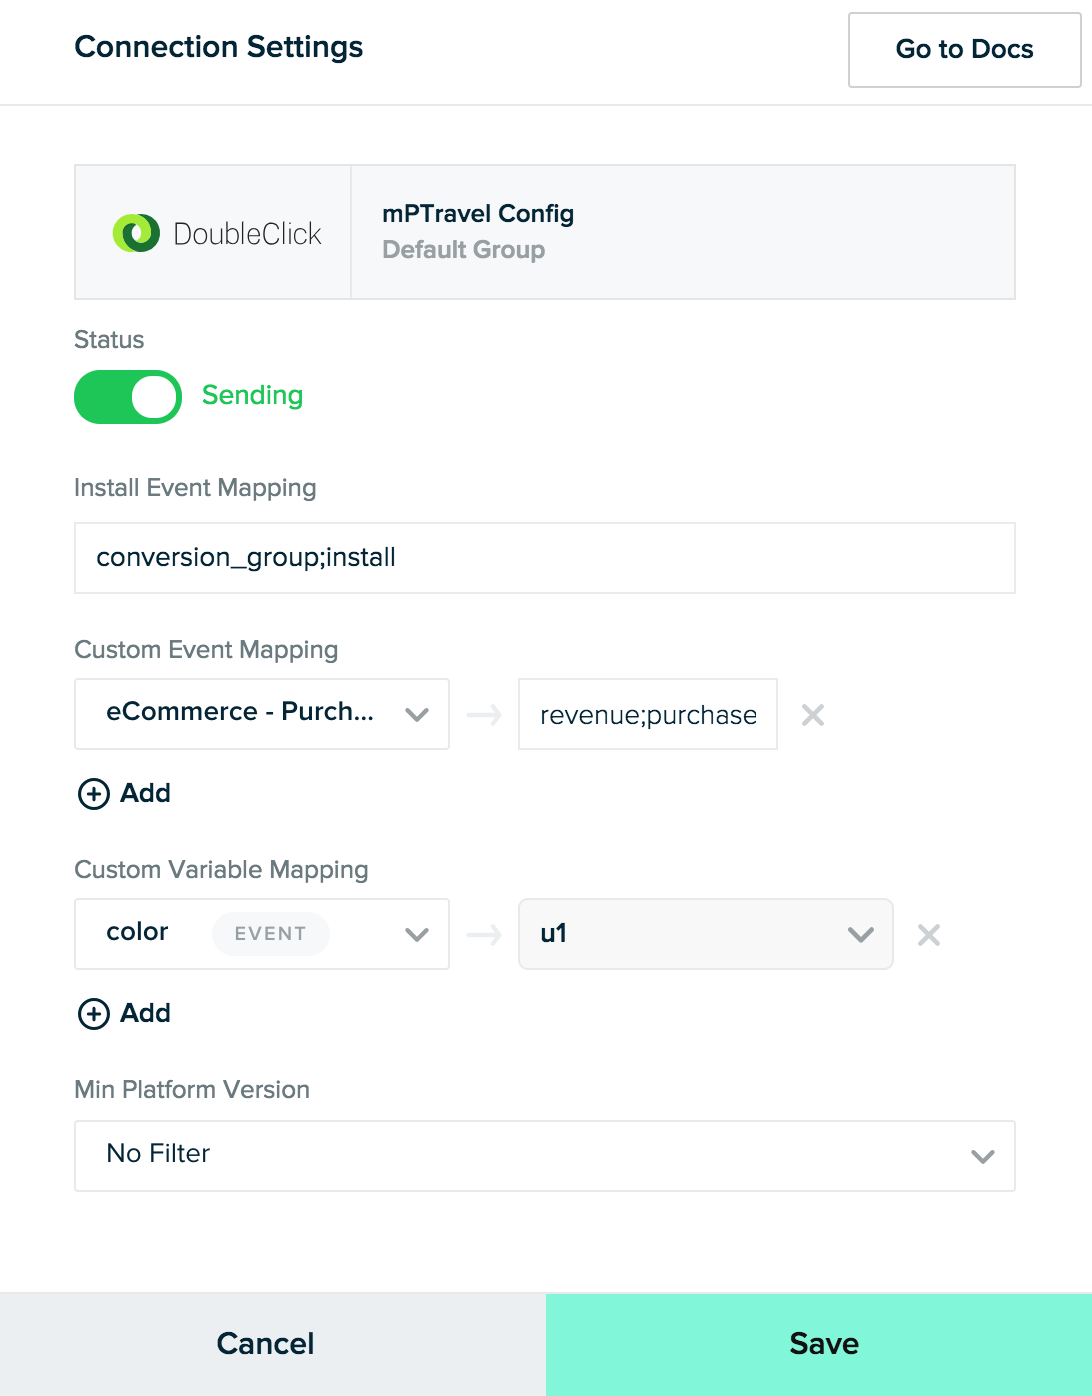 Connection Settings
Go to Docs
DoubleClick
mPTravel Config
Default Group
Status
Sending
Install Event Mapping
conversion_group;install
Custom Event Mapping
eCommerce - Purch...
revenue;purchase
Add
Custom Variable Mapping
color EVENT
u1
Add
Min Platform Version
No Filter
Cancel
Save